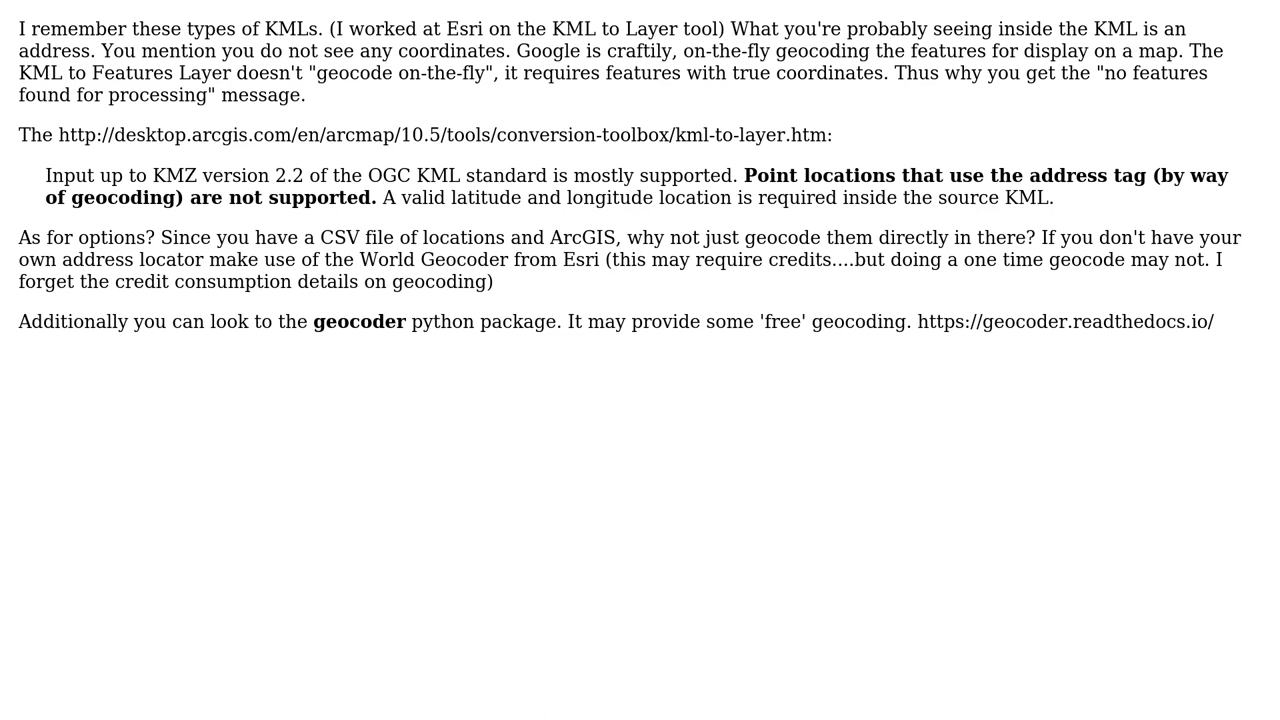 I remember these types of KMLs. (I worked at Esri on the KML to Layer tool) What you're probably seeing inside the KML is an
address. You mention you do not see any coordinates. Google is craftily, on-the-fly geocoding the features for display on a map. The
KML to Features Layer doesn't "geocode on-the-fly", it requires features with true coordinates. Thus why you get the "no features
found for processing" message.
The http://desktop.arcgis.com/en/arcmap/10.5/tools/conversion-toolbox/kml-to-layer.htm:
Input up to KMZ version 2.2 of the OGC KML standard is mostly supported. Point locations that use the address tag (by way
of geocoding) are not supported. A valid latitude and longitude location is required inside the source KML.
As for options? Since you have a CSV file of locations and ArcGIS, why not just geocode them directly in there? If you don't have your
own address locator make use of the World Geocoder from Esri (this may require credits....but doing a one time geocode may not. I
forget the credit consumption details on geocoding)
Additionally you can look to the geocoder python package. It may provide some 'free' geocoding. https://geocoder.readthedocs.io/